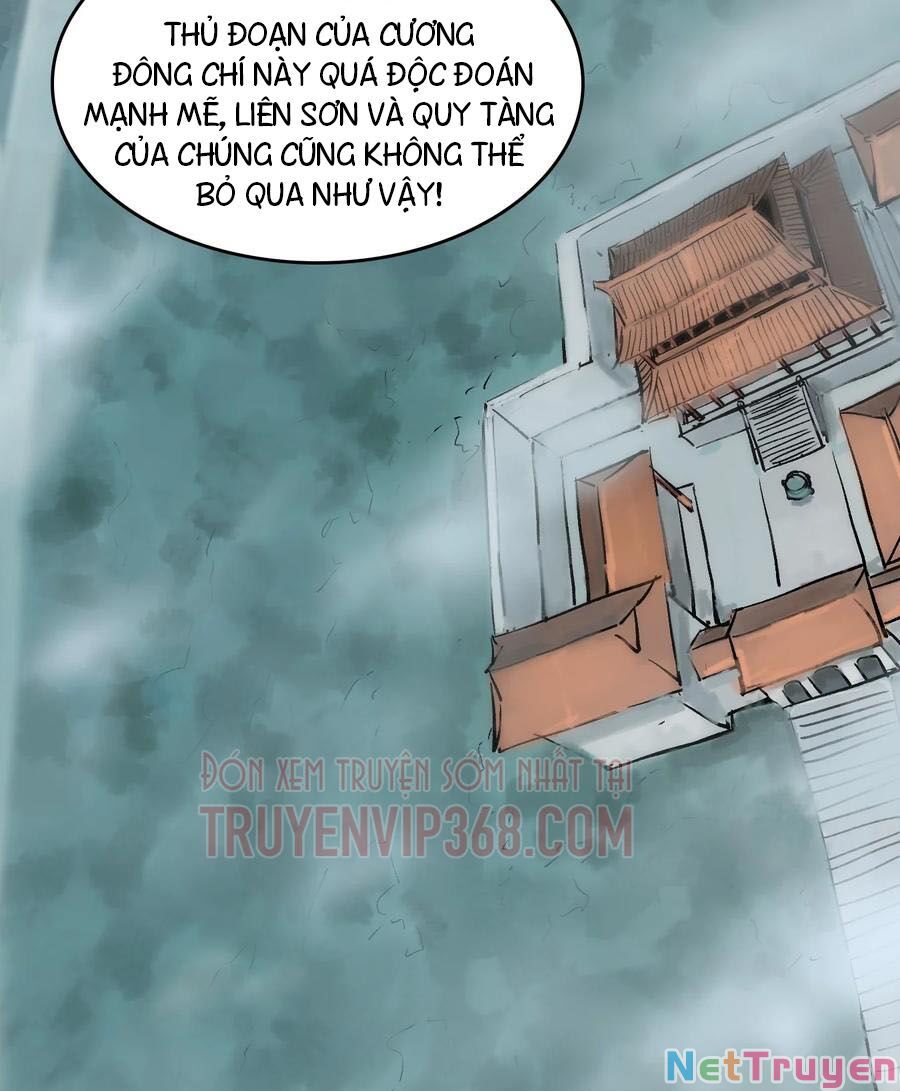 THỦ ĐOẠN CỦA CƯƠNG
ĐÔNG CHÍ NÀY QUÁ ĐỘC ĐOÁN
MẠNH MẼ, LIÊN SƠN VÀ QUY TÀNG
CỦA CHÚNG CŨNG KHÔNG THỂ
BỎ QUA NHƯ VẬY!
ĐÓN XEM TRUYỆN SỚM NHẤT TẠI
TRUYENVIP368.COM
NetTruyen